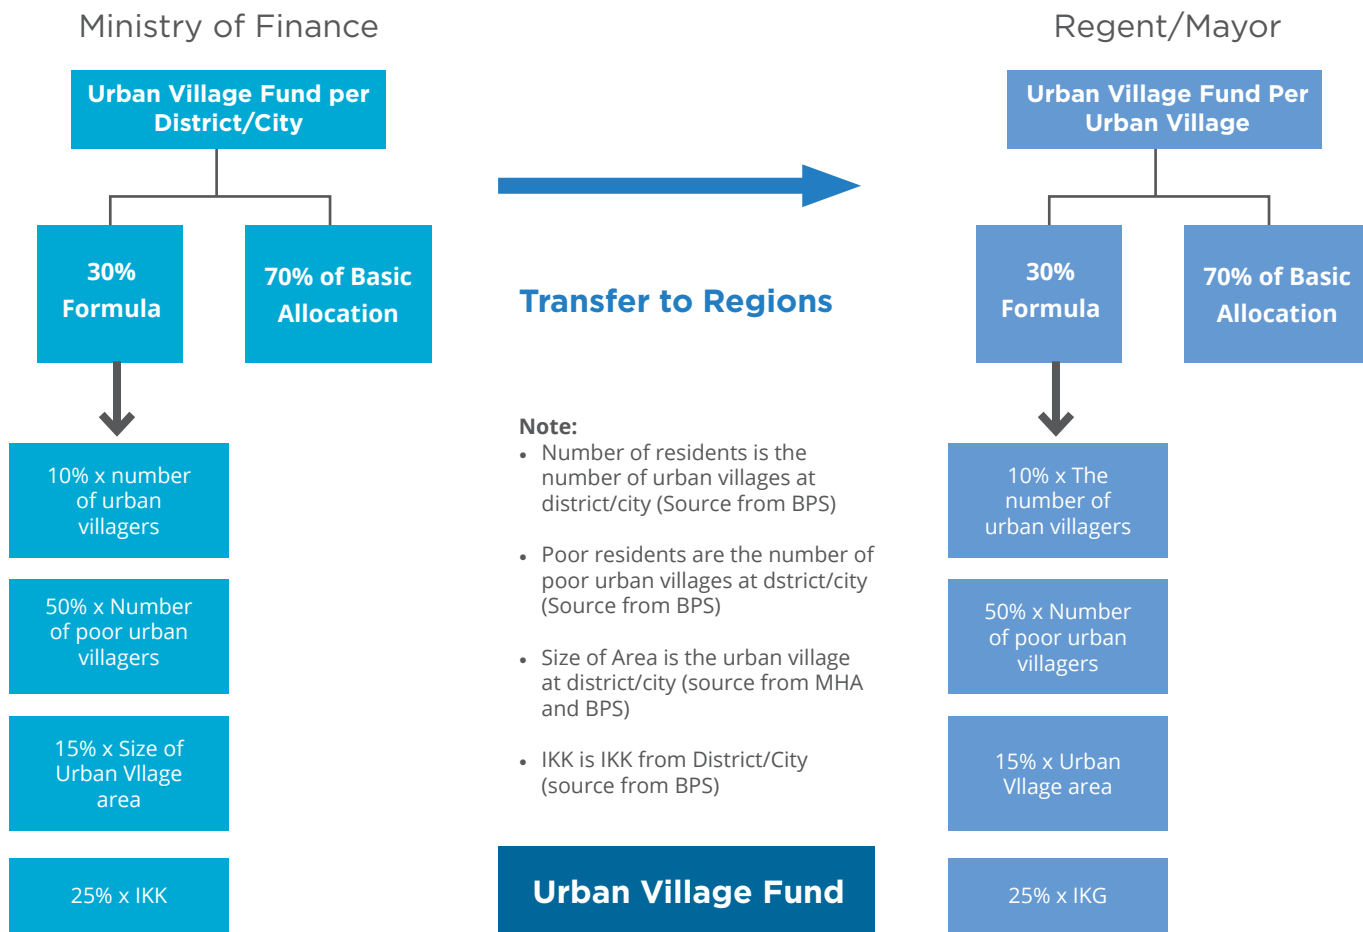 Ministry of Finance
Urban Village Fund per
District/City
30%
Formula
70% of Basic
Allocation
10% x number
of urban
villagers
50% x Number
of poor urban
villagers
15% x Size of
Urban Vllage
area
25% x IKK
Transfer to Regions
Note:
• Number of residents is the
number of urban villages at
district/city (Source from BPS)
• Poor residents are the number of
poor urban villages at dstrict/city
(Source from BPS)
• Size of Area is the urban village
at district/city (source from MHA
and BPS)
• IKK is IKK from District/City
(source from BPS)
Urban Village Fund
Regent/Mayor
Urban Village Fund Per
Urban Village
30%
Formula
70% of Basic
Allocation
10% x The
number of
urban villagers
50% x Number
of poor urban
villagers
15% x Urban
Vllage area
25% x IKG